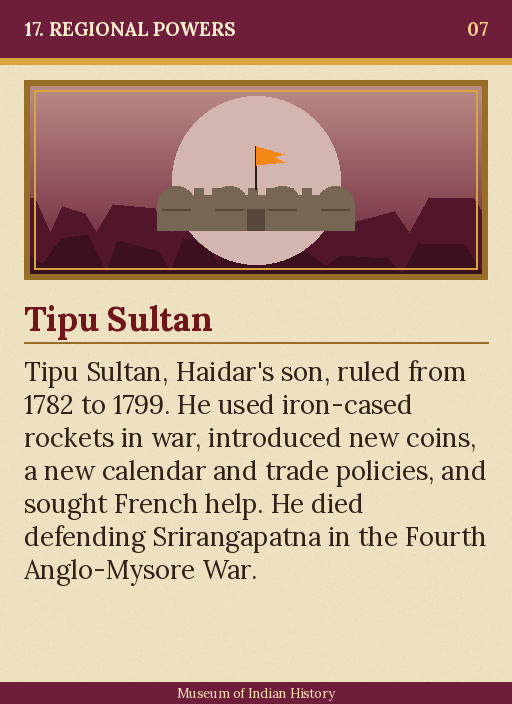 17. REGIONAL POWERS
07
Tipu Sultan
Tipu Sultan, Haidar's son, ruled from
1782 to 1799. He used iron-cased
rockets in war, introduced new coins,
a new calendar and trade policies, and
sought French help. He died
defending Srirangapatna in the Fourth
Anglo-Mysore War.
Museum of Indian History